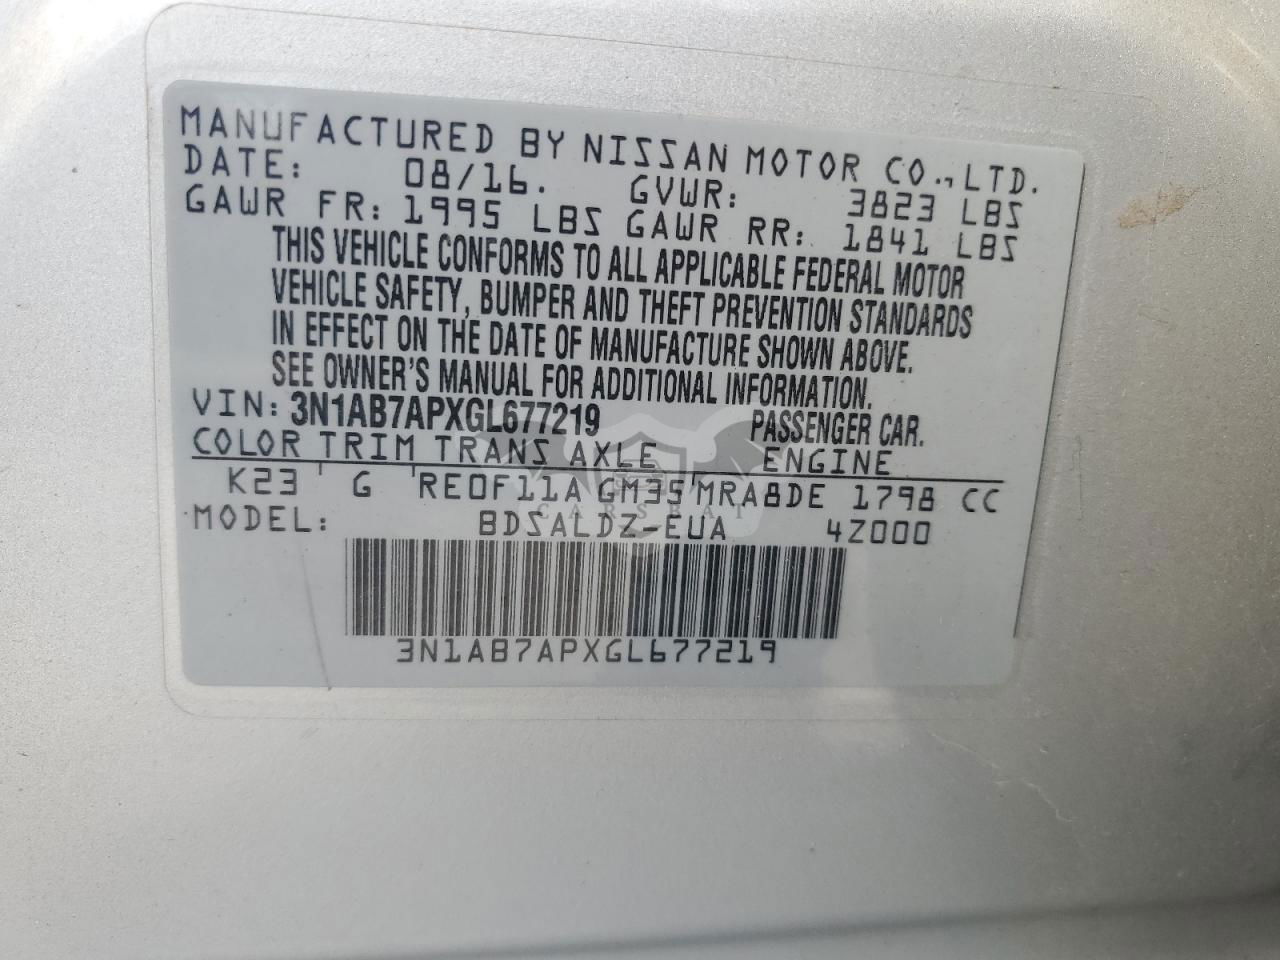 MANUFACTURED BY NISSAN MOTOR CO., LTD.
DATE: 08/16. GVWR: 3823 LBS
GAWR FR: 1995 LBS GAWR RR: 1841 LBS
THIS VEHICLE CONFORMS TO ALL APPLICABLE FEDERAL MOTOR
VEHICLE SAFETY, BUMPER AND THEFT PREVENTION STANDARDS
IN EFFECT ON THE DATE OF MANUFACTURE SHOWN ABOVE.
SEE OWNER'S MANUAL FOR ADDITIONAL INFORMATION.
VIN: 3N1AB7APXGL677219 PASSENGER CAR.
COLOR TRIM TRANS AXLE ENGINE
K23 G RE0F11A GM35 MRA8DE 1798 CC
CARSBAT
MODEL: BDSALDZ-EUA 4Z000
3N1AB7APXGL677219